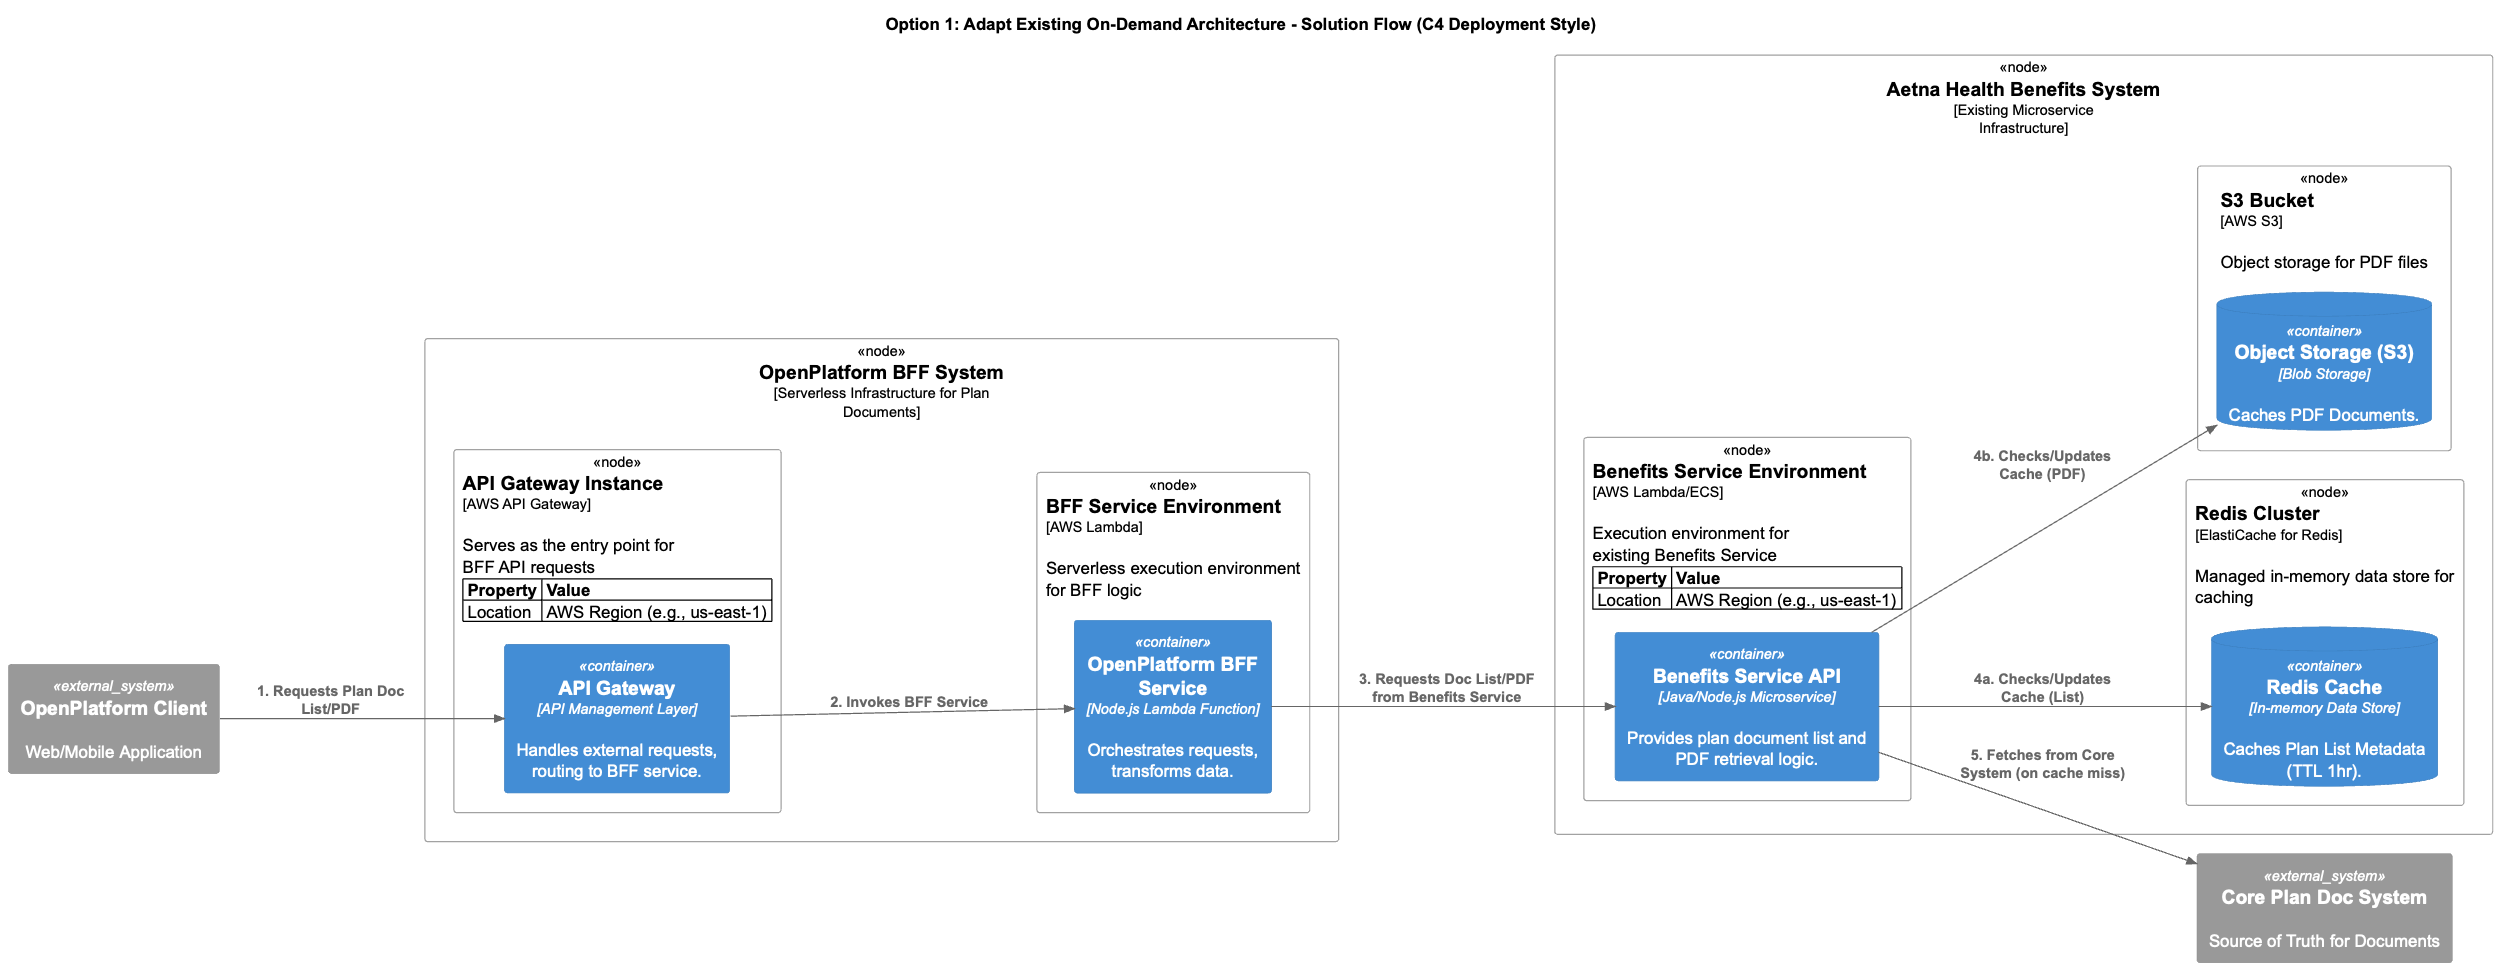 Option 1: Adapt Existing On-Demand Architecture - Solution Flow (C4 Deployment Style)
«external_system»
OpenPlatform Client
Web/Mobile Application
1. Requests Plan Doc
List/PDF
«node»
OpenPlatform BFF System
[Serverless Infrastructure for Plan
Documents]
«node»
API Gateway Instance
[AWS API Gateway]
Serves as the entry point for
BFF API requests
Property Value
Location AWS Region (e.g., us-east-1)
«container»
API Gateway
[API Management Layer]
Handles external requests,
routing to BFF service.
2. Invokes BFF Service
«node»
BFF Service Environment
[AWS Lambda]
Serverless execution environment
for BFF logic
«container»
OpenPlatform BFF
Service
[Node.js Lambda Function]
Orchestrates requests,
transforms data.
3. Requests Doc List/PDF
from Benefits Service
«node»
Aetna Health Benefits System
[Existing Microservice
Infrastructure]
«node»
Benefits Service Environment
[AWS Lambda/ECS]
Execution environment for
existing Benefits Service
Property Value
Location AWS Region (e.g., us-east-1)
«container»
Benefits Service API
[Java/Node.js Microservice]
Provides plan document list and
PDF retrieval logic.
4b. Checks/Updates
Cache (PDF)
4a. Checks/Updates
Cache (List)
5. Fetches from Core
System (on cache miss)
«node»
S3 Bucket
[AWS S3]
Object storage for PDF files
«container»
Object Storage (S3)
[Blob Storage]
Caches PDF Documents.
«node»
Redis Cluster
[ElastiCache for Redis]
Managed in-memory data store for
caching
«container»
Redis Cache
[In-memory Data Store]
Caches Plan List Metadata
(TTL 1hr).
«external_system»
Core Plan Doc System
Source of Truth for Documents